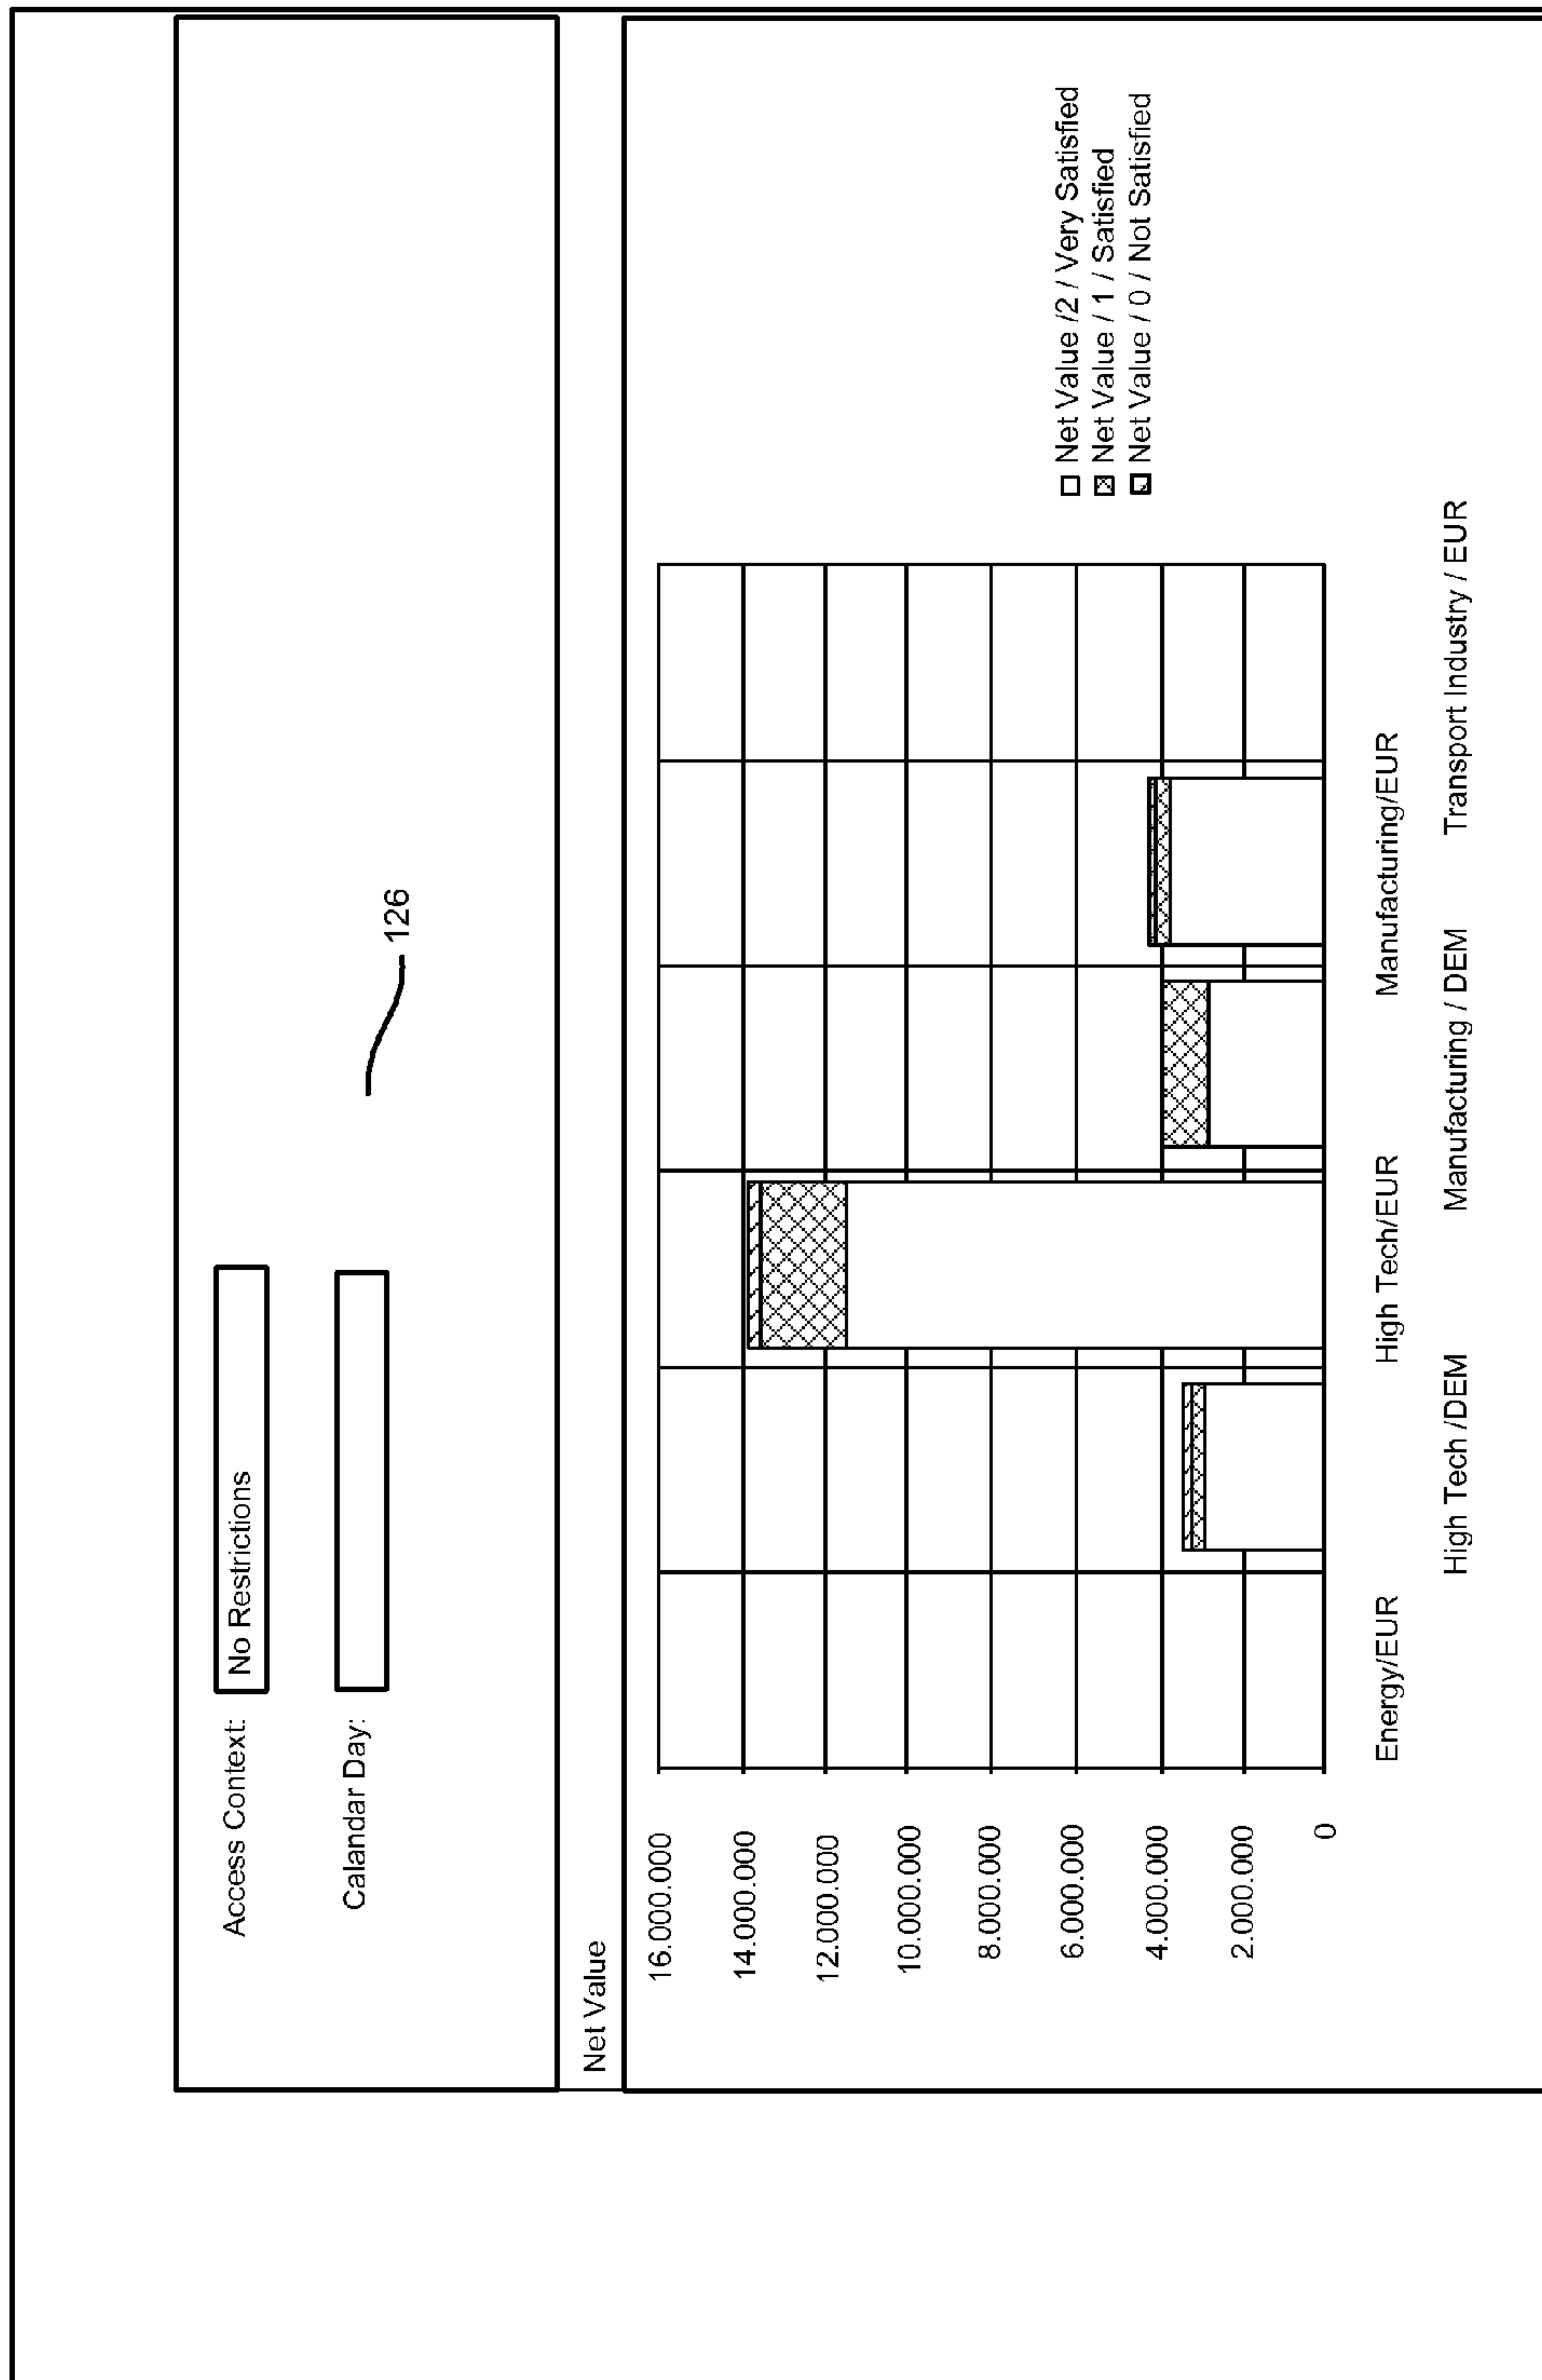 Access Context:
No Restrictions
Calandar Day:
126
Net Value
16.000.000
14.000.000
12.000.000
10.000.000
8.000.000
6.000.000
4.000.000
2.000.000
0
Net Value /2 / Very Satisfied
Net Value / 1 / Satisfied
Net Value / 0 / Not Satisfied
Energy/EUR
High Tech /DEM
High Tech/EUR
Manufacturing / DEM
Manufacturing/EUR
Transport Industry / EUR